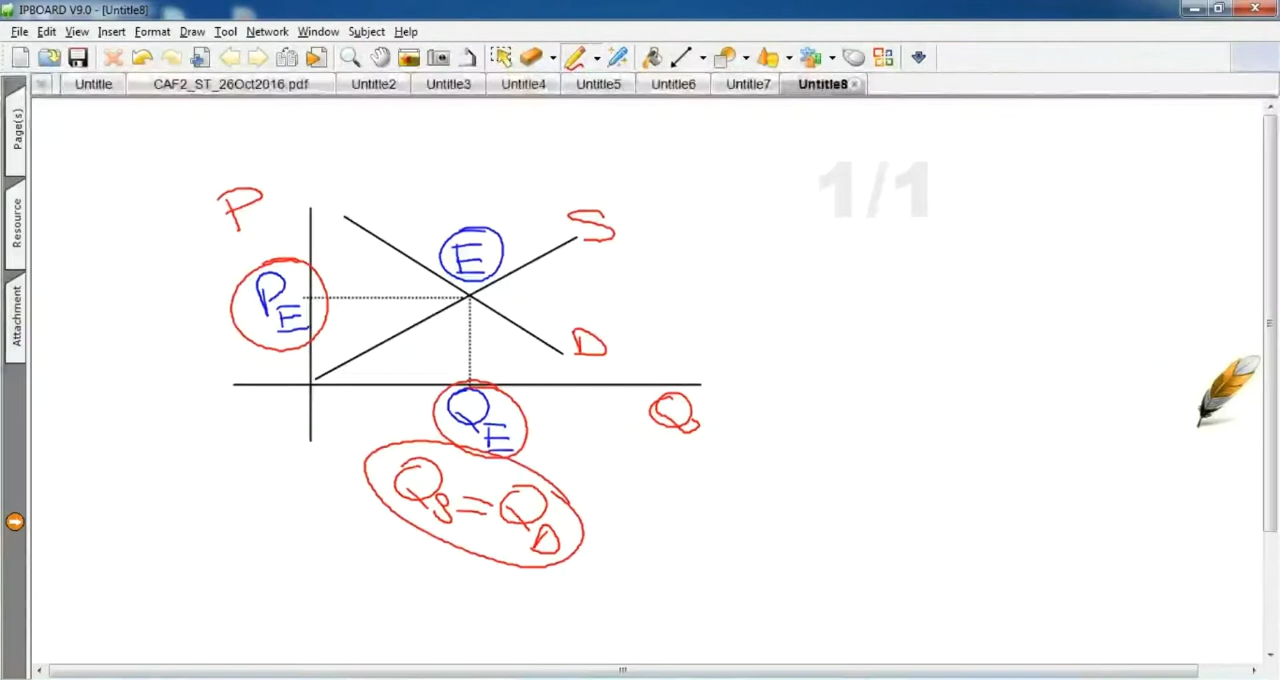 IPBOARD V9.0 - [Untitle8]
File Edit View Insert Format Draw Tool Network Window Subject Help
Untitle CAF2_ST_26Oct2016.pdf Untitle2 Untitle3 Untitle4 Untitle5 Untitle6 Untitle7 Untitle8
Page(s)
Resource
Attachment
1/1
P
S
E
PE
D
QE
Q
QS = QD